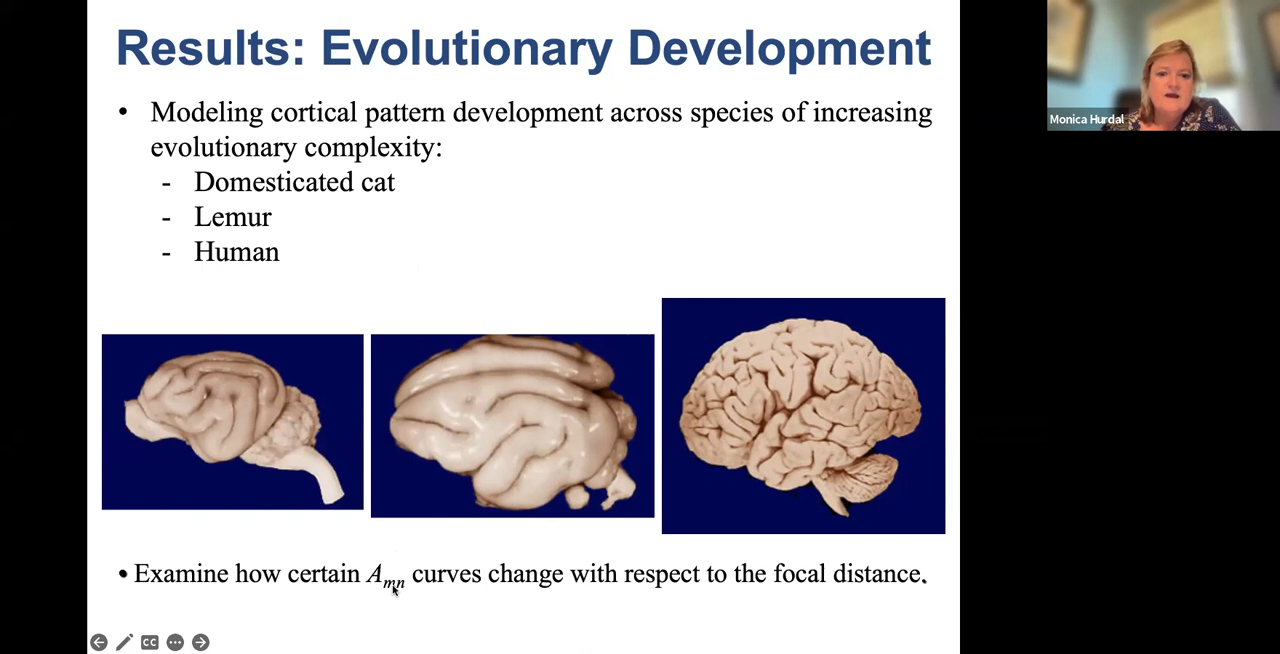 Results: Evolutionary Development
• Modeling cortical pattern development across species of increasing
evolutionary complexity:
- Domesticated cat
- Lemur
- Human
• Examine how certain Amn curves change with respect to the focal distance.
Monica Hurdal
CC